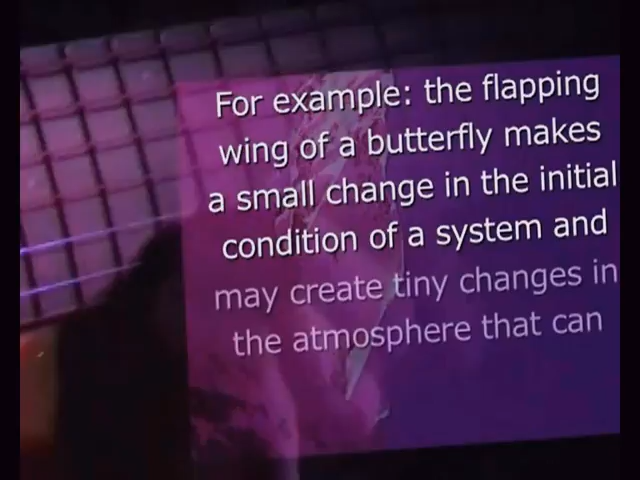 For example: the flapping
wing of a butterfly makes
a small change in the initial
condition of a system and
may create tiny changes in
the atmosphere that can